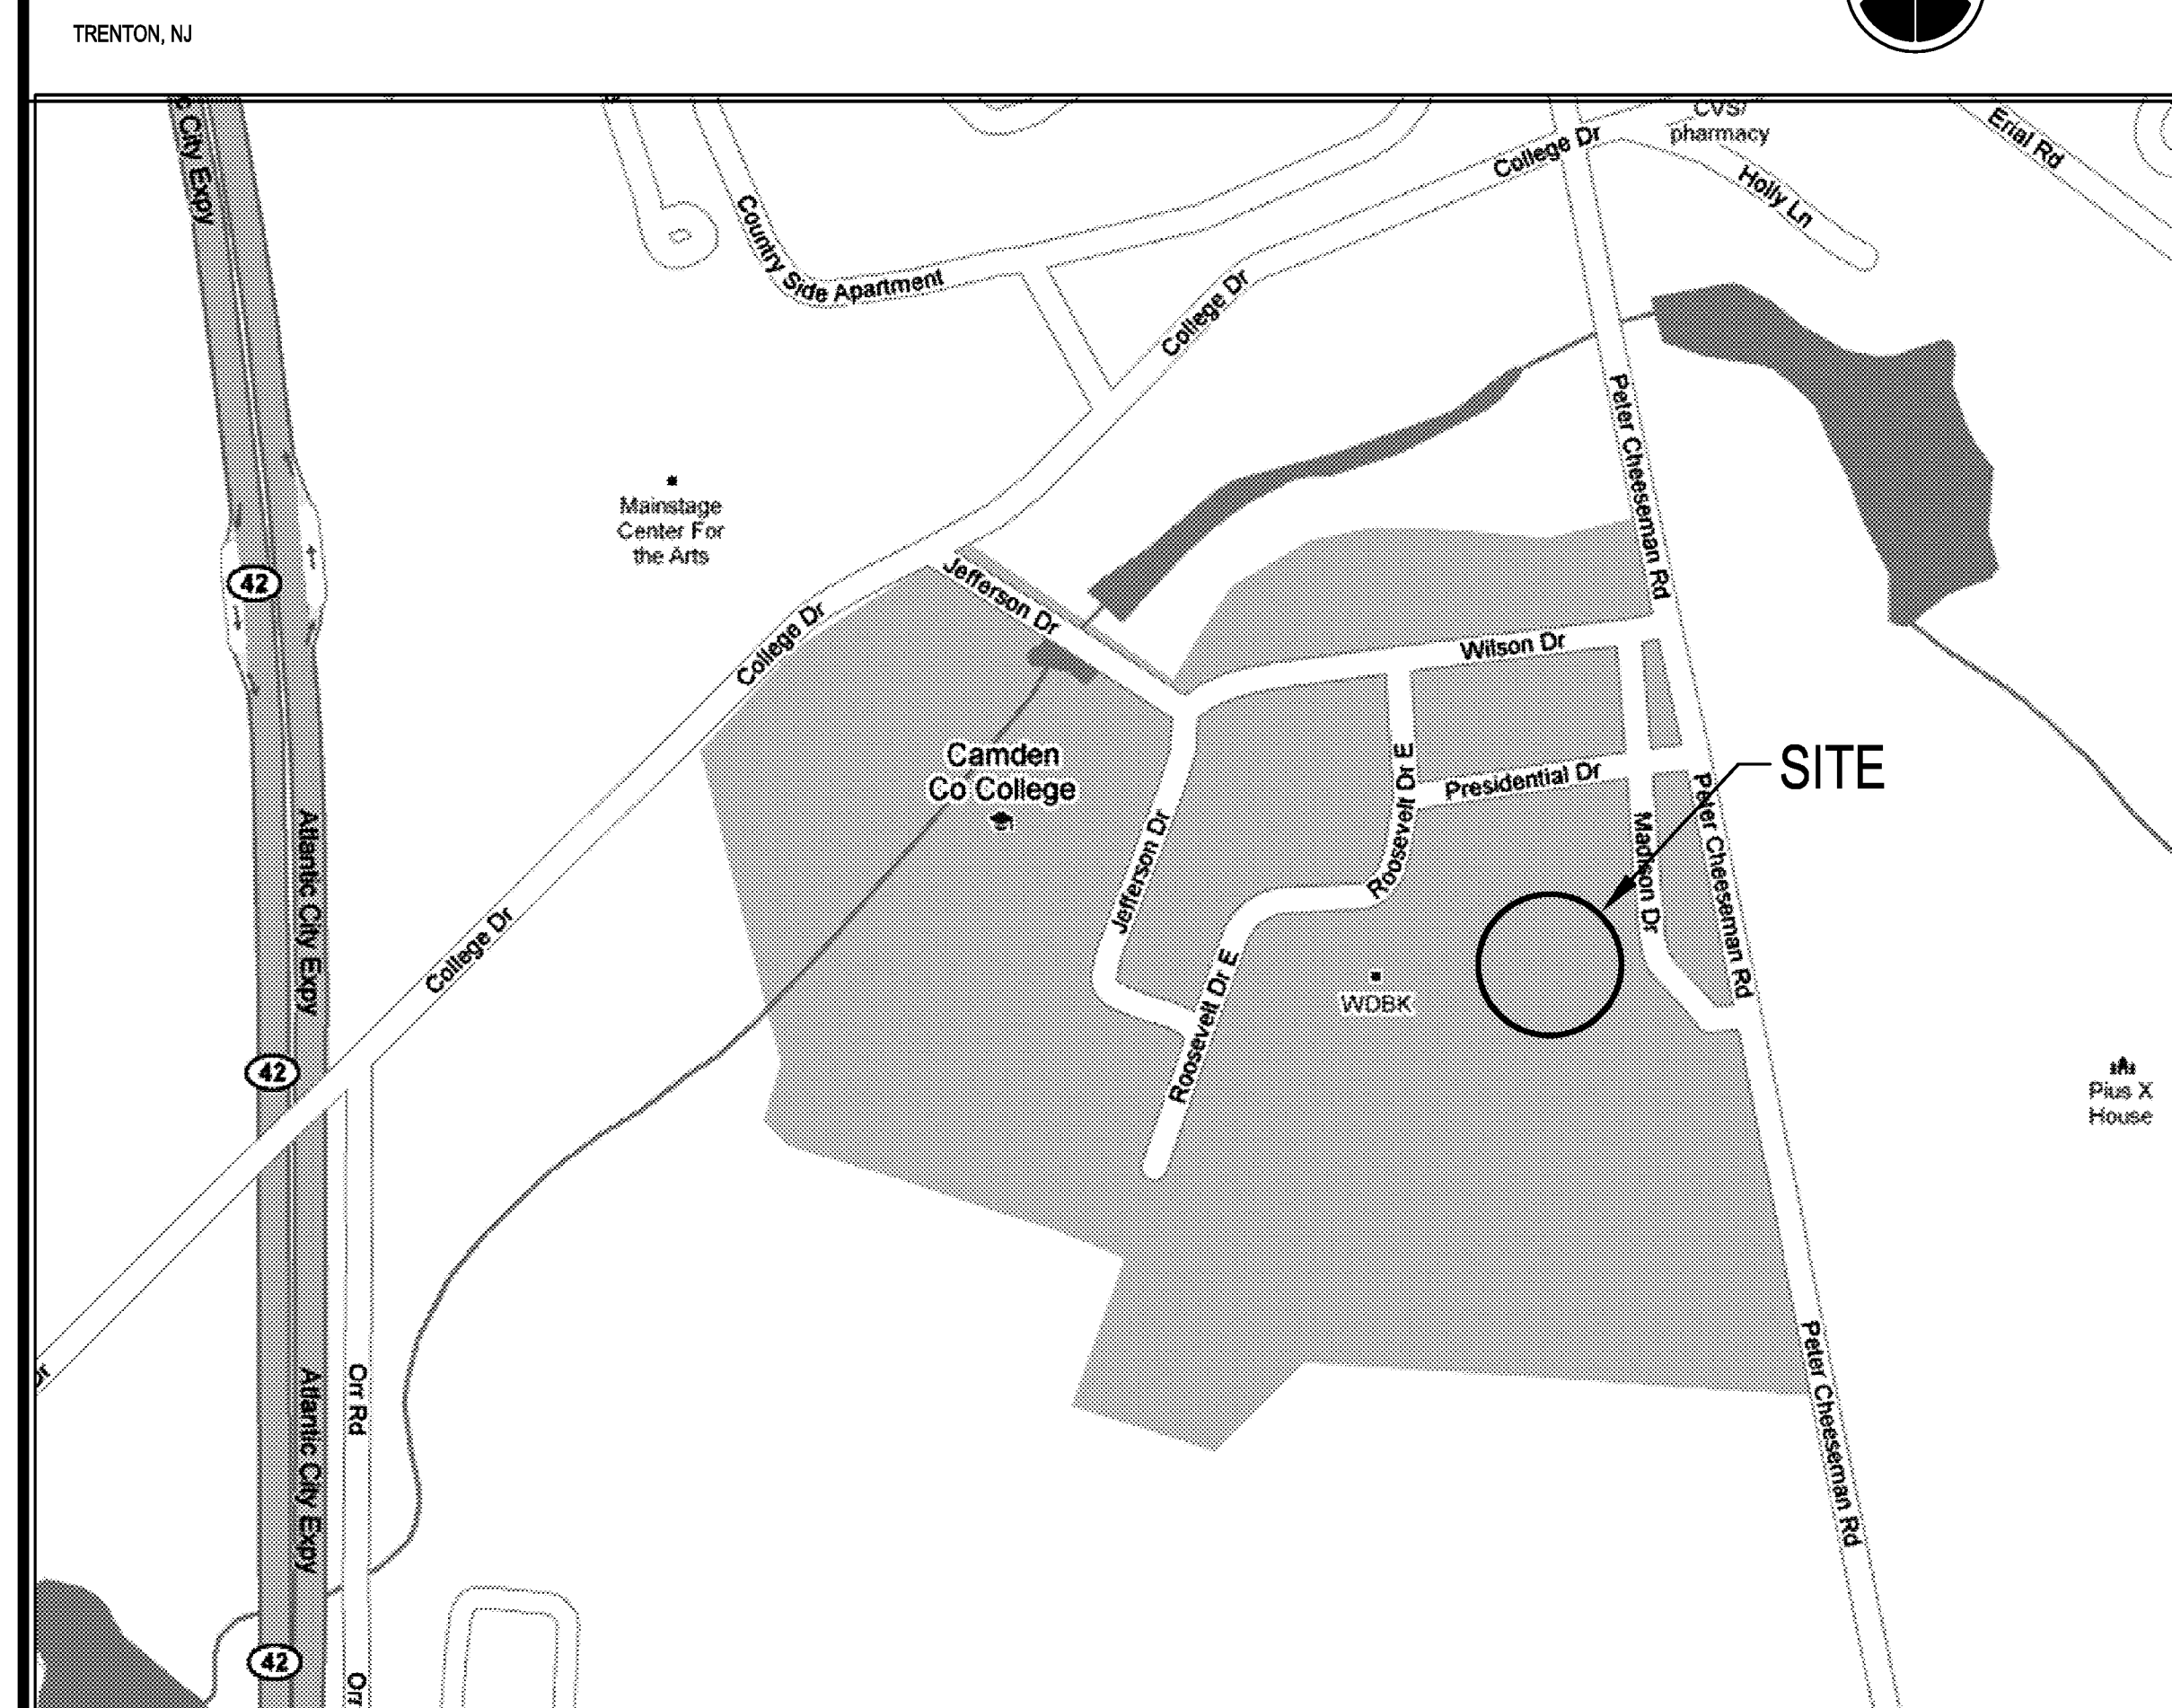 TRENTON, NJ
City Expy
CVS/
pharmacy
College Dr
Erial Rd
Holly Ln
Country Side Apartment
College Dr
Peter Cheeseman Rd
Mainstage
Center For
the Arts
42
Jefferson Dr
College Dr
Wilson Dr
Camden
Co College
Roosevelt Dr E
Presidential Dr
SITE
Atlantic City Expy
Jefferson Dr
Madison Dr
Peter Cheeseman Rd
College Dr
Roosevelt Dr E
WDBK
42
Pius X
House
Dr
Orr Rd
Atlantic City Expy
Peter Cheeseman Rd
42
Orr